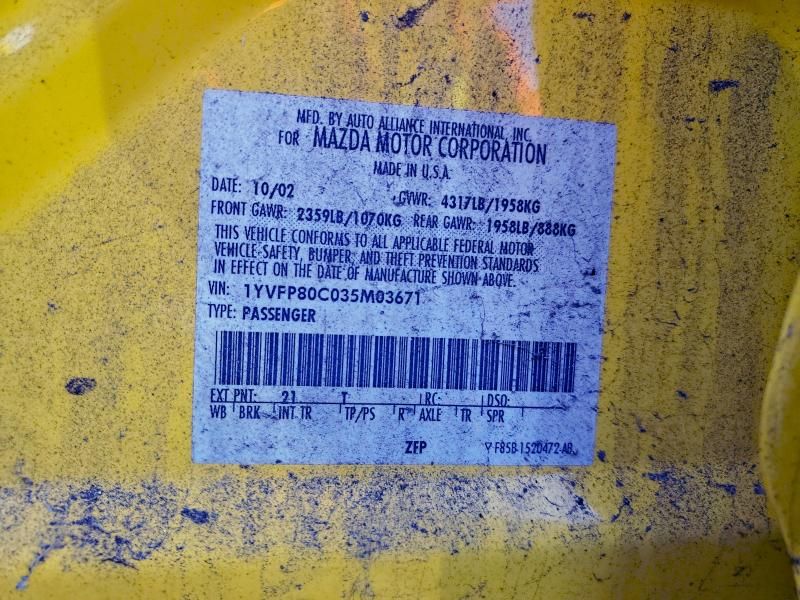 MFD. BY AUTO ALLIANCE INTERNATIONAL, INC.
FOR MAZDA MOTOR CORPORATION
MADE IN U.S.A.
DATE: 10/02 GVWR: 4317LB/1958KG
FRONT GAWR: 2359LB/1070KG REAR GAWR: 1958LB/888KG
THIS VEHICLE CONFORMS TO ALL APPLICABLE FEDERAL MOTOR
VEHICLE-SAFETY, BUMPER, AND THEFT PREVENTION STANDARDS
IN EFFECT ON THE DATE OF MANUFACTURE SHOWN ABOVE.
VIN: 1YVFP80C035M03671
TYPE: PASSENGER
EXT PNT: 21 T RC: DSO:
WB BRK INT TR TP/PS R AXLE TR SPR
ZFP F85B-1520472-AB